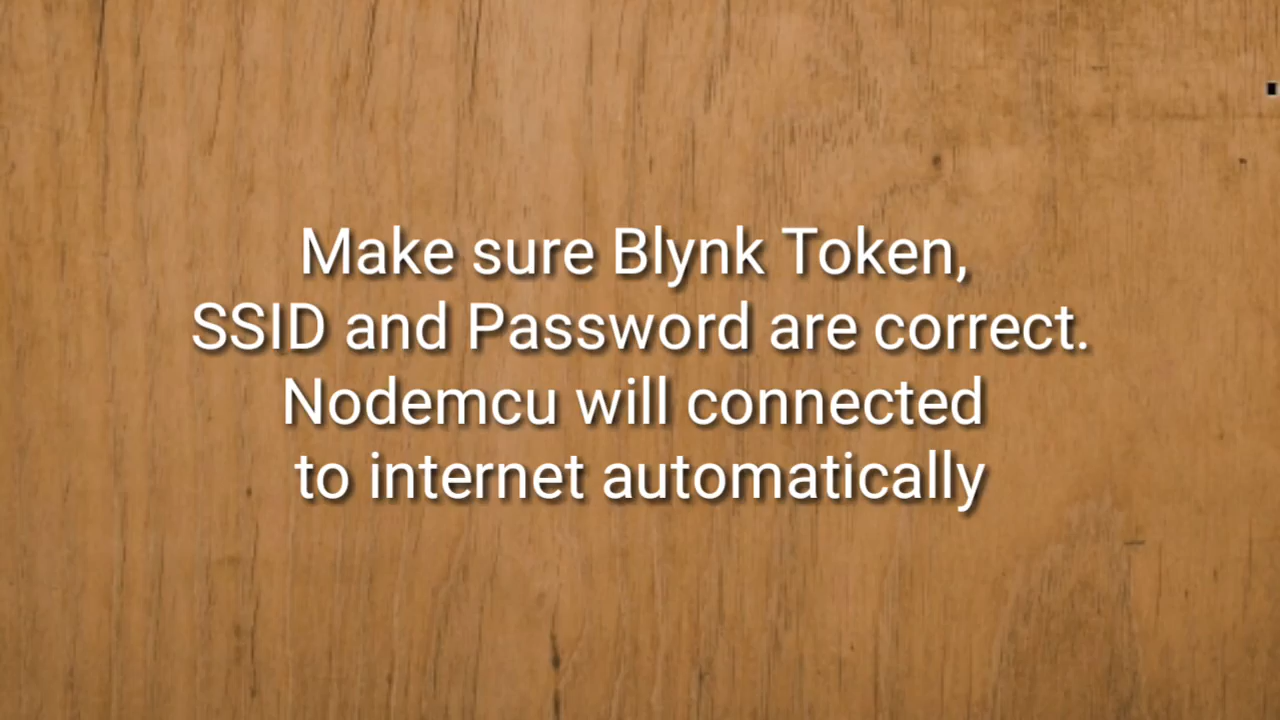 Make sure Blynk Token,
SSID and Password are correct.
Nodemcu will connected
to internet automatically